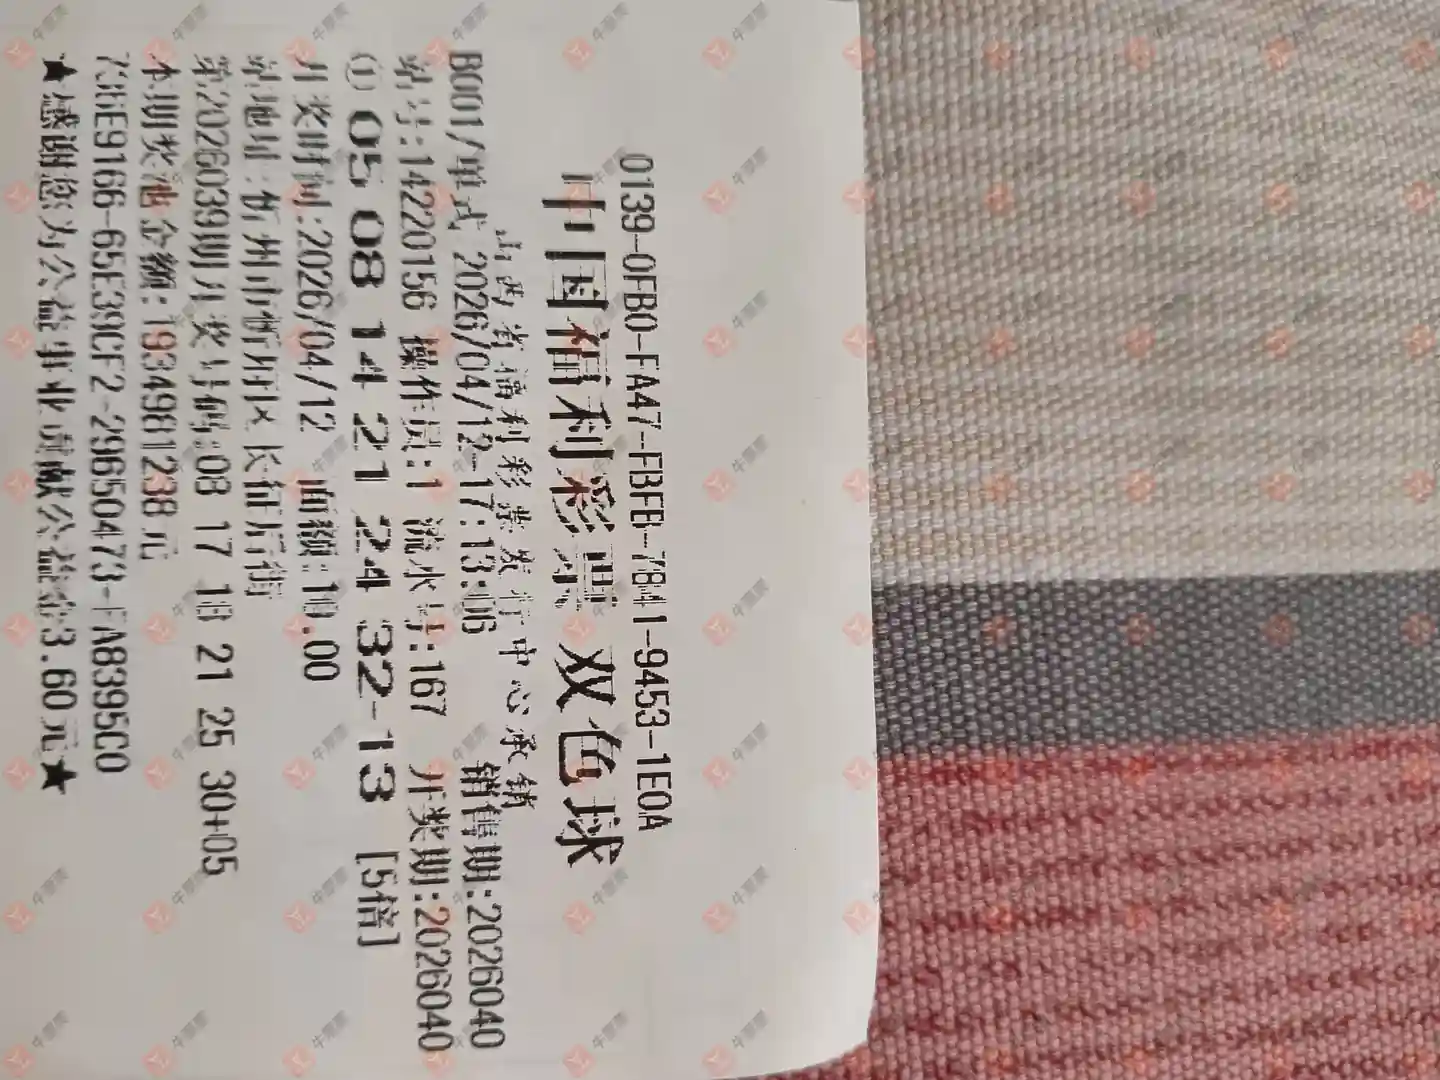 0139-0FB0-FA47-FBFB-7841-9453-1E0A
中国福利彩票 双色球
山西省福利彩票发行中心承销
B001/单式 2026/04/12-17:13:06 销售期:2026040
站号:14220156 操作员:1 流水号:167 开奖期:2026040
① 05 08 14 21 24 32-13 [5倍]
开奖时间:2026/04/12 面额:10.00
站地址:忻州市忻府区长征后街
第2026039期开奖号码:08 17 18 21 25 30+05
本期奖池金额:1934981238元
785E9166-65E39CF2-29650473-FA8395C0
★感谢您为公益事业贡献公益金3.60元★